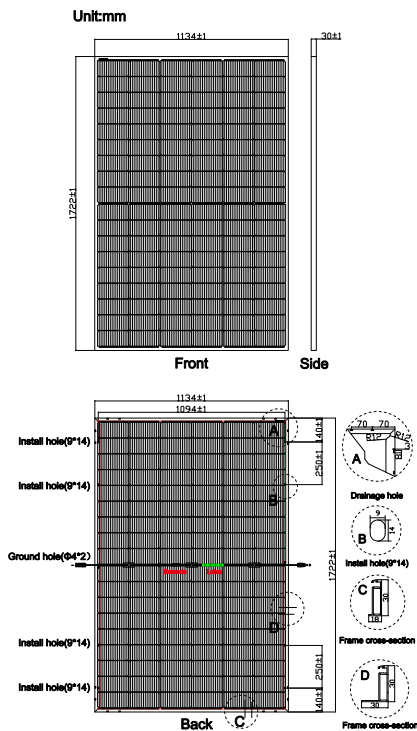 Unit:mm
1134±1
30±1
1722±1
Front
Side
1134±1
1094±1
Install hole(9*14)
Install hole(9*14)
Ground hole(Φ4*2)
Install hole(9*14)
Install hole(9*14)
A
B
D
C
140±1
250±1
1722±1
250±1
140±1
Back
70
70
R12
A
Drainage hole
9
14
B
Install hole(9*14)
C
30
18
Frame cross-section
D
30
30
Frame cross-section